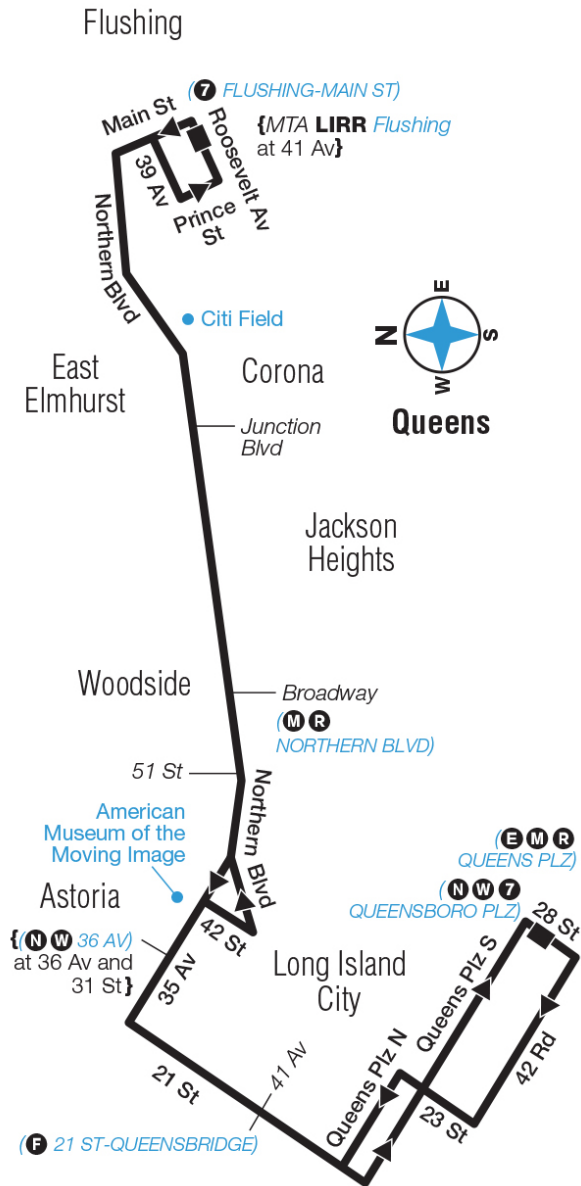 Flushing
(7 FLUSHING-MAIN ST)
{MTA LIRR Flushing
at 41 Av}
Main St
Roosevelt Av
39 Av
Prince
St
Northern Blvd
Citi Field
E
N
S
W
Queens
East
Elmhurst
Corona
Junction
Blvd
Jackson
Heights
Woodside
Broadway
(M R
NORTHERN BLVD)
51 St
Northern Blvd
American
Museum of the
Moving Image
(E M R
QUEENS PLZ)
(N W 7
QUEENSBORO PLZ)
Astoria
42 St
28 St
{(N W 36 AV)
at 36 Av and
31 St}
35 Av
Long Island
City
Queens Plz S
42 Rd
21 St
41 Av
Queens Plz N
23 St
(F 21 ST-QUEENSBRIDGE)